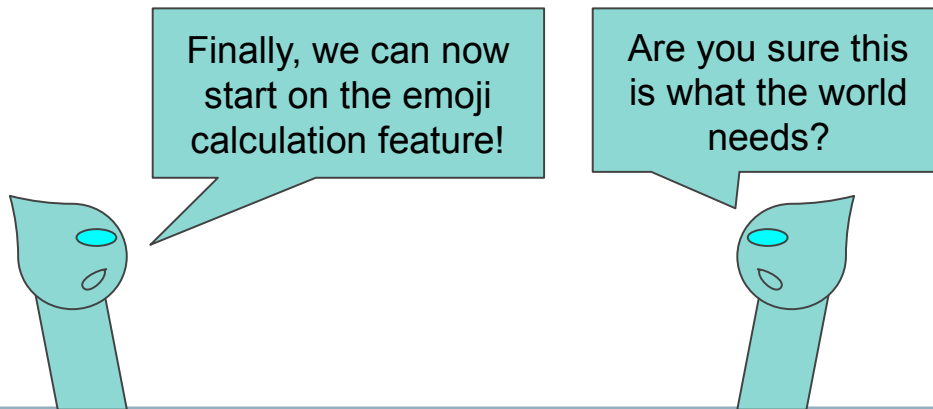 Finally, we can now
start on the emoji
calculation feature!
Are you sure this
is what the world
needs?